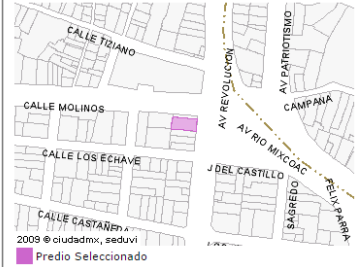 CALLE TIZIANO
AV PATRIOTISMO
AV REVOLUCION
CAMPANA
CALLE MOLINOS
AV RIO MIXCOAC
CALLE LOS ECHAVE
J DEL CASTILLO
SAGREDO
FELIX PARRA
CALLE CASTAÑEDA
2009 © ciudadmx, seduvi
Predio Seleccionado